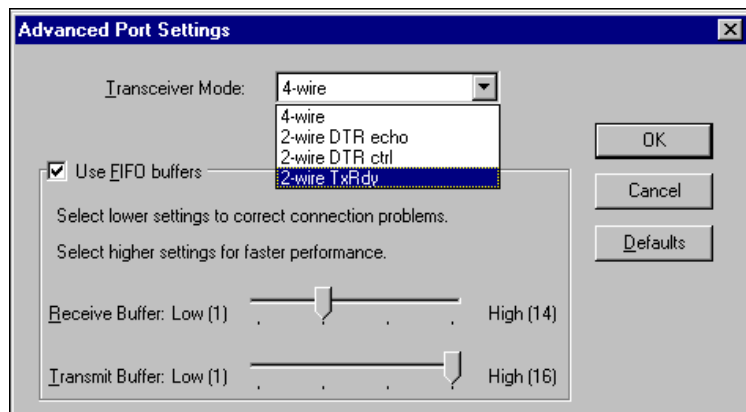 Advanced Port Settings
Transceiver Mode: 4-wire
4-wire
2-wire DTR echo
2-wire DTR ctrl
2-wire TxRdy
OK
Cancel
Defaults
Use FIFO buffers
Select lower settings to correct connection problems.
Select higher settings for faster performance.
Receive Buffer: Low (1) High (14)
Transmit Buffer: Low (1) High (16)